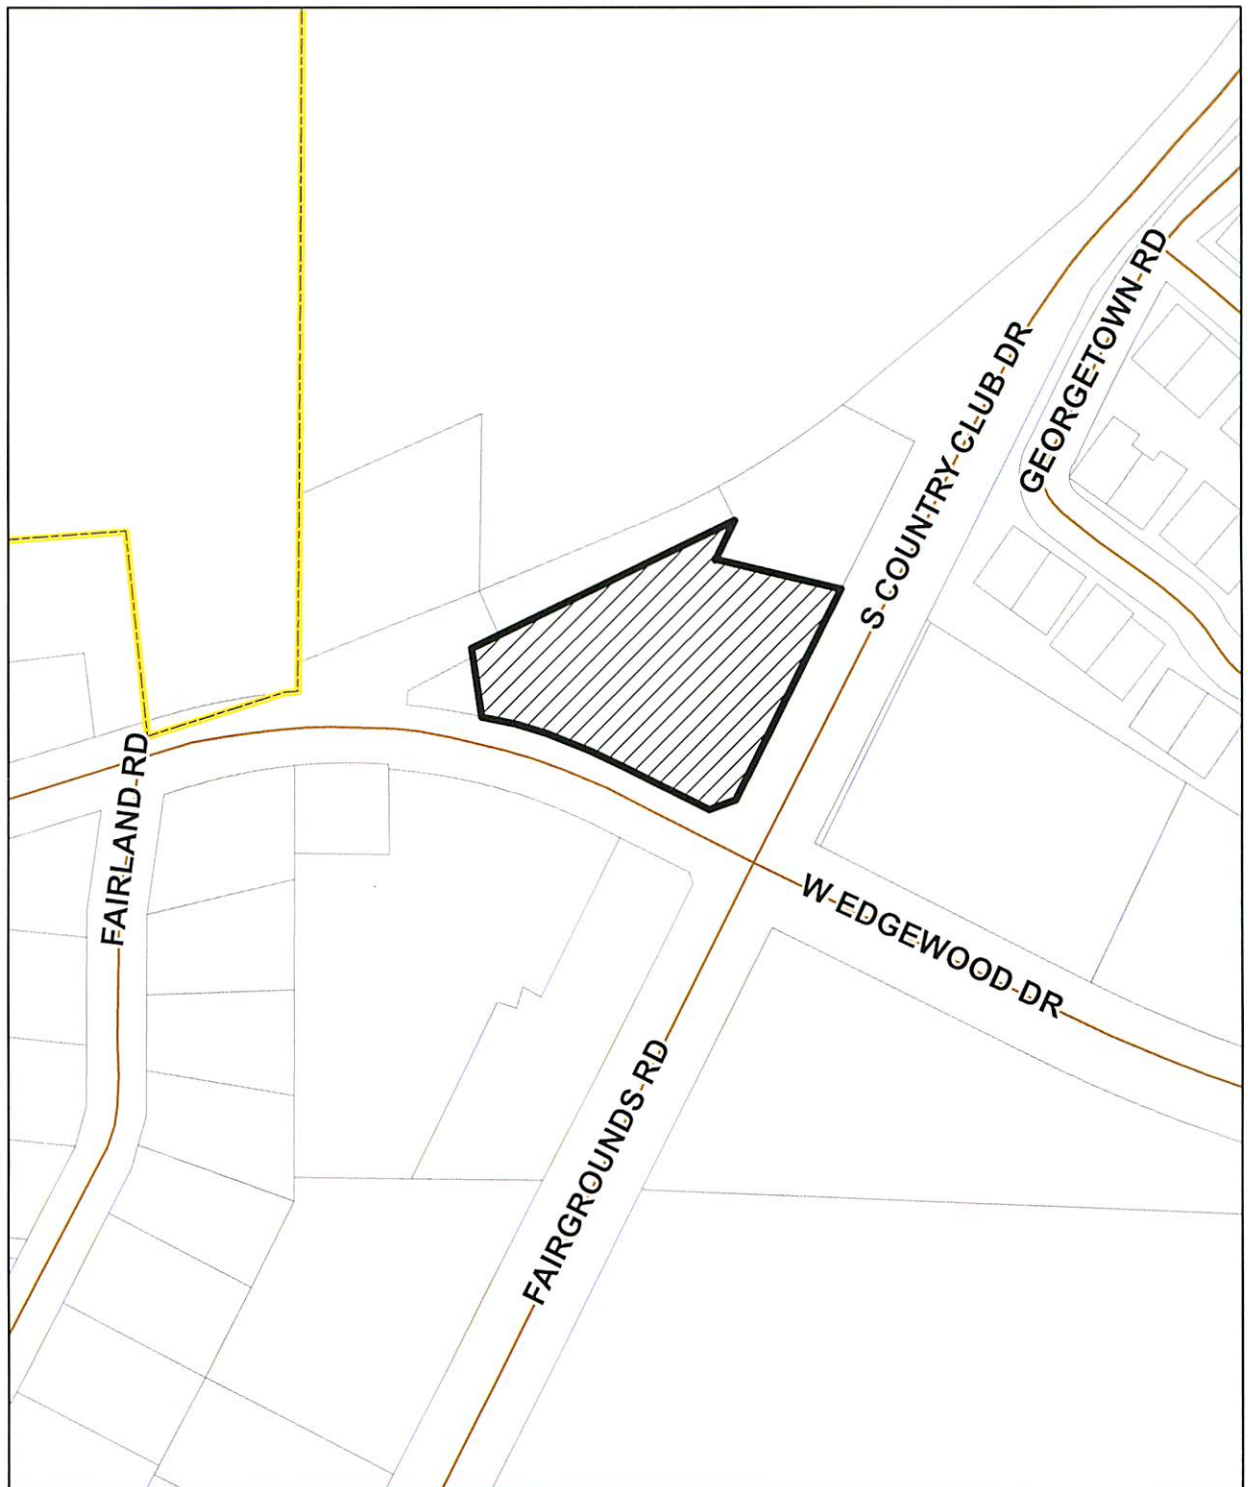 S COUNTRY CLUB DR
GEORGETOWN RD
FAIRLAND RD
W EDGEWOOD DR
FAIRGROUNDS RD